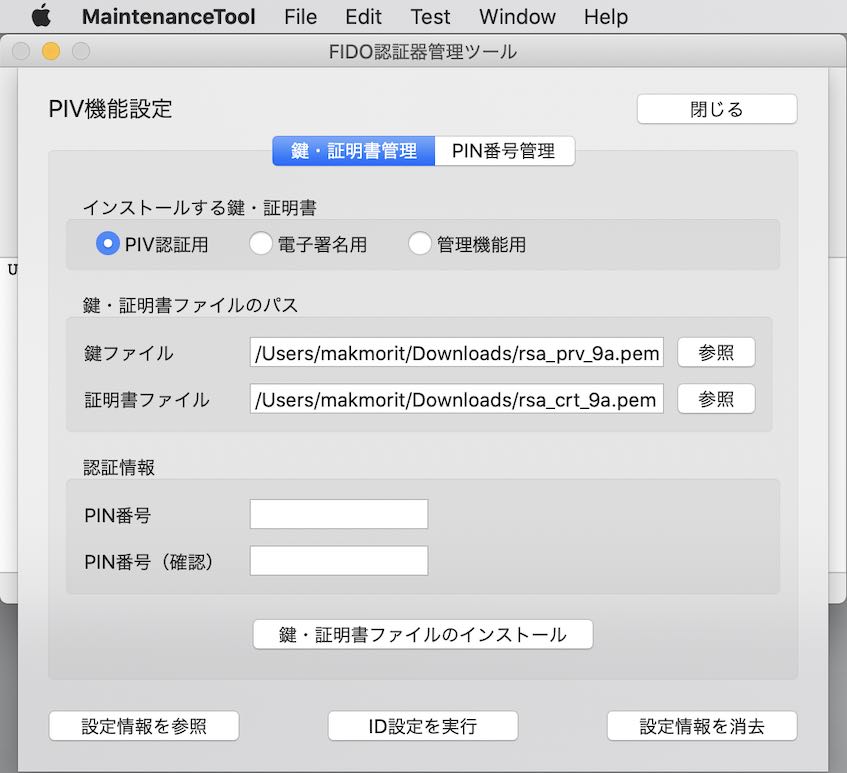 MaintenanceTool File Edit Test Window Help
FIDO認証器管理ツール
PIV機能設定 閉じる
鍵・証明書管理 PIN番号管理
インストールする鍵・証明書
U
PIV認証用 電子署名用 管理機能用
鍵・証明書ファイルのパス
鍵ファイル /Users/makmorit/Downloads/rsa_prv_9a.pem 参照
証明書ファイル /Users/makmorit/Downloads/rsa_crt_9a.pem 参照
認証情報
PIN番号
PIN番号（確認）
鍵・証明書ファイルのインストール
設定情報を参照 ID設定を実行 設定情報を消去